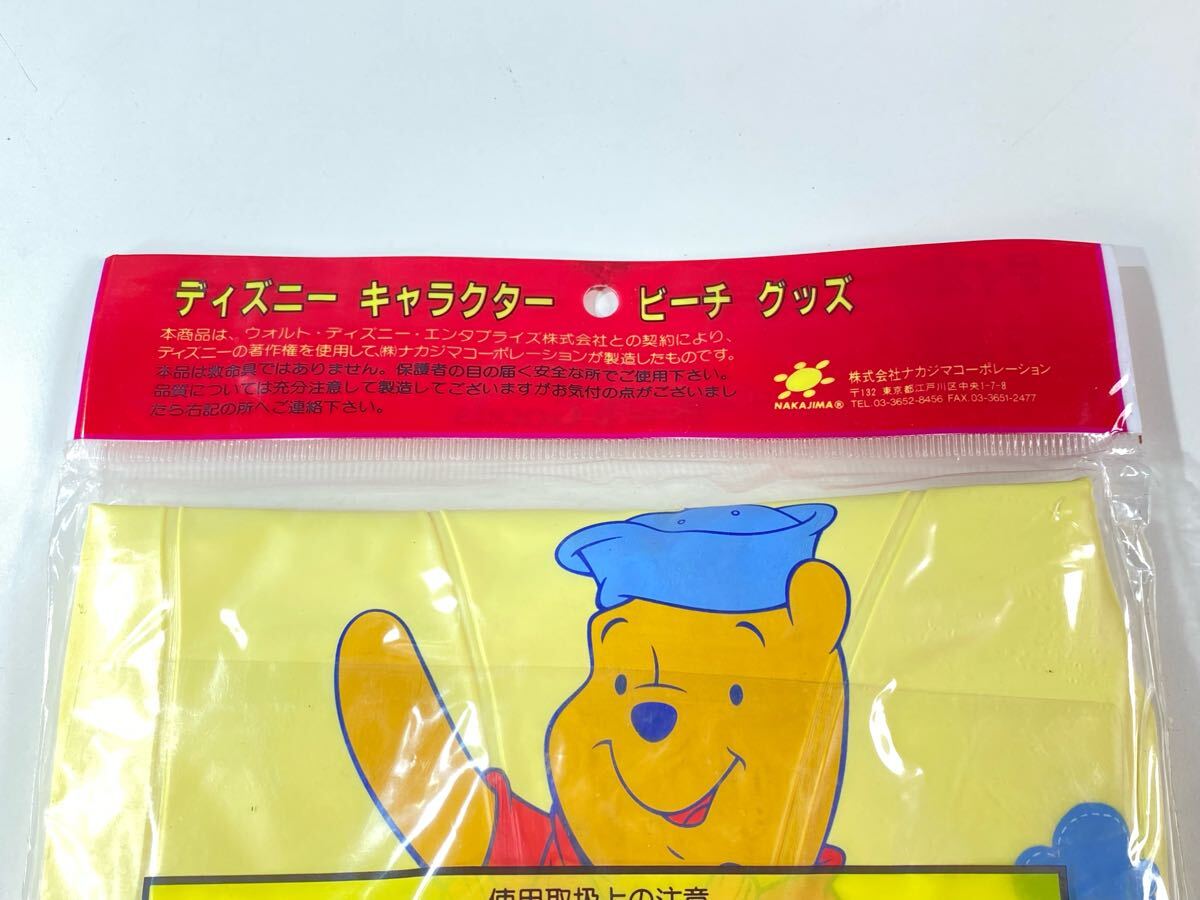 ディズニー キャラクター ビーチ グッズ
本商品は、ウォルト・ディズニー・エンタプライズ株式会社との契約により、
ディズニーの著作権を使用して、㈱ナカジマコーポレーションが製造したものです。
本品は救命具ではありません。保護者の目の届く安全な所でご使用下さい。
品質については充分注意して製造してございますがお気付の点がございまし
たら右記の所へご連絡下さい。
NAKAJIMA®
株式会社ナカジマコーポレーション
〒132 東京都江戸川区中央1-7-8
TEL.03-3652-8456 FAX.03-3651-2477
使用取扱上の注意